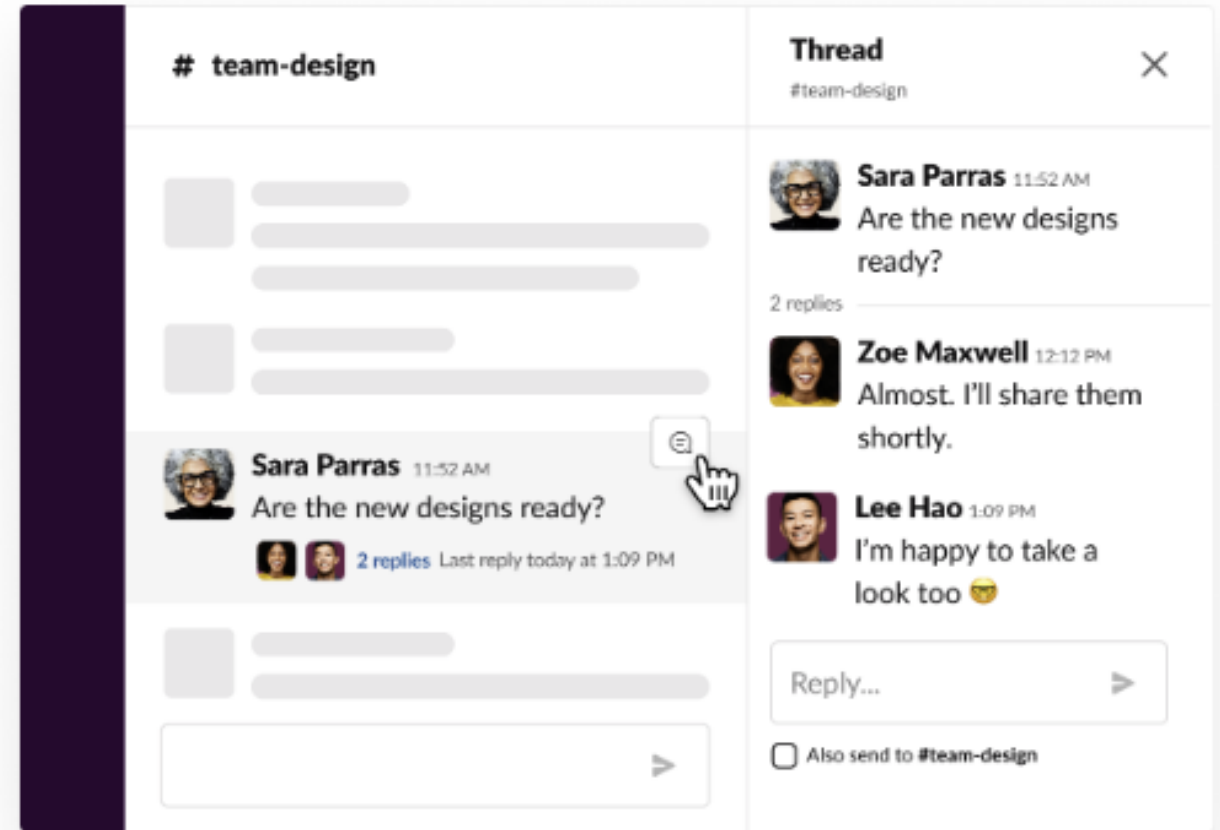 # team-design
Sara Parras 11:52 AM
Are the new designs ready?
2 replies Last reply today at 1:09 PM
Thread
#team-design
Sara Parras 11:52 AM
Are the new designs
ready?
2 replies
Zoe Maxwell 12:12 PM
Almost. I’ll share them
shortly.
Lee Hao 1:09 PM
I’m happy to take a
look too 🤓
Reply...
Also send to #team-design